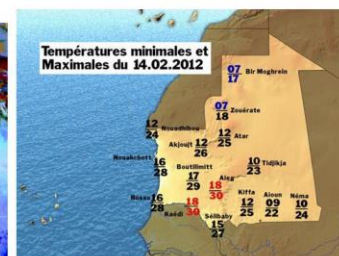 Températures minimales et
Maximales du 14.02.2012
07
17
Bir Moghrein
07
18
Zouérate
12
24
Nouadhibou
12
25
Atar
Akjoujt
12
26
Nouakchott
16
28
Boutilimitt
17
29
10
23
Tidjikja
Aleg
18
30
Rosso
16
28
Kaédi
18
30
Kiffa
12
25
Aioun
09
22
Néma
10
24
Sélibaby
15
27